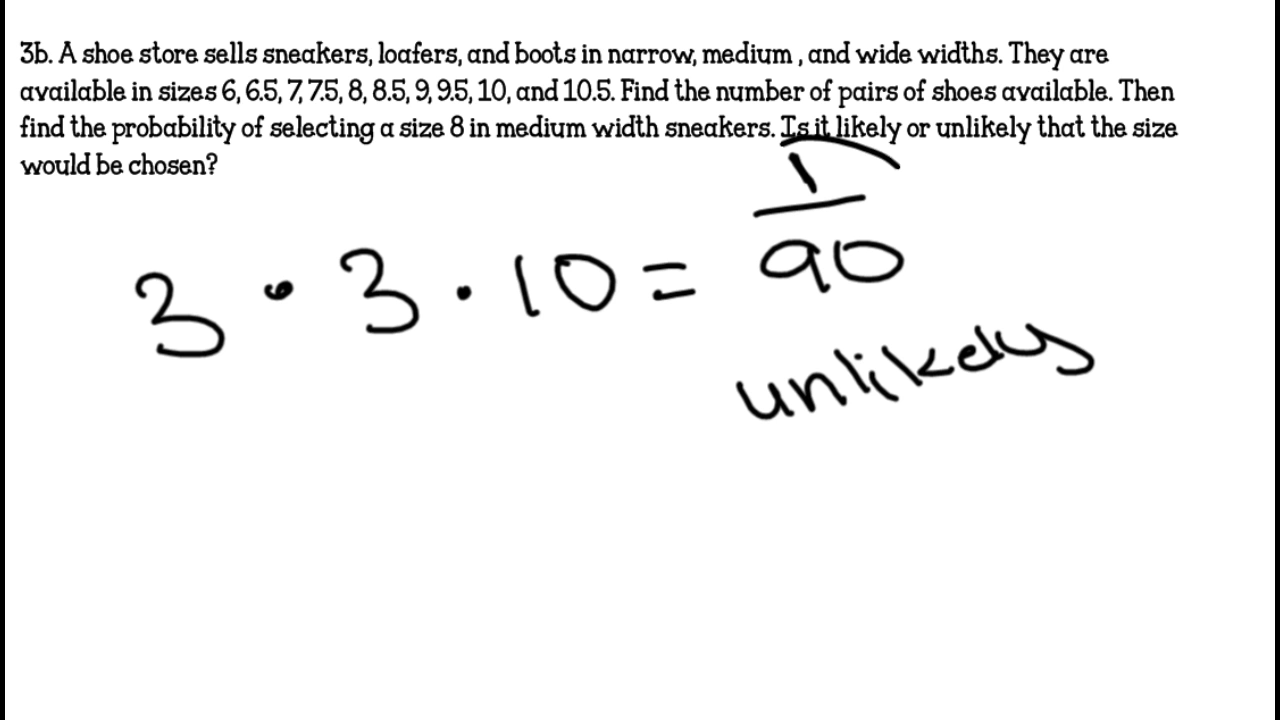 3b. A shoe store sells sneakers, loafers, and boots in narrow, medium , and wide widths. They are
available in sizes 6, 6.5, 7, 7.5, 8, 8.5, 9, 9.5, 10, and 10.5. Find the number of pairs of shoes available. Then
find the probability of selecting a size 8 in medium width sneakers. Is it likely or unlikely that the size
would be chosen?
1
3 • 3 • 10 = 90
unlikely